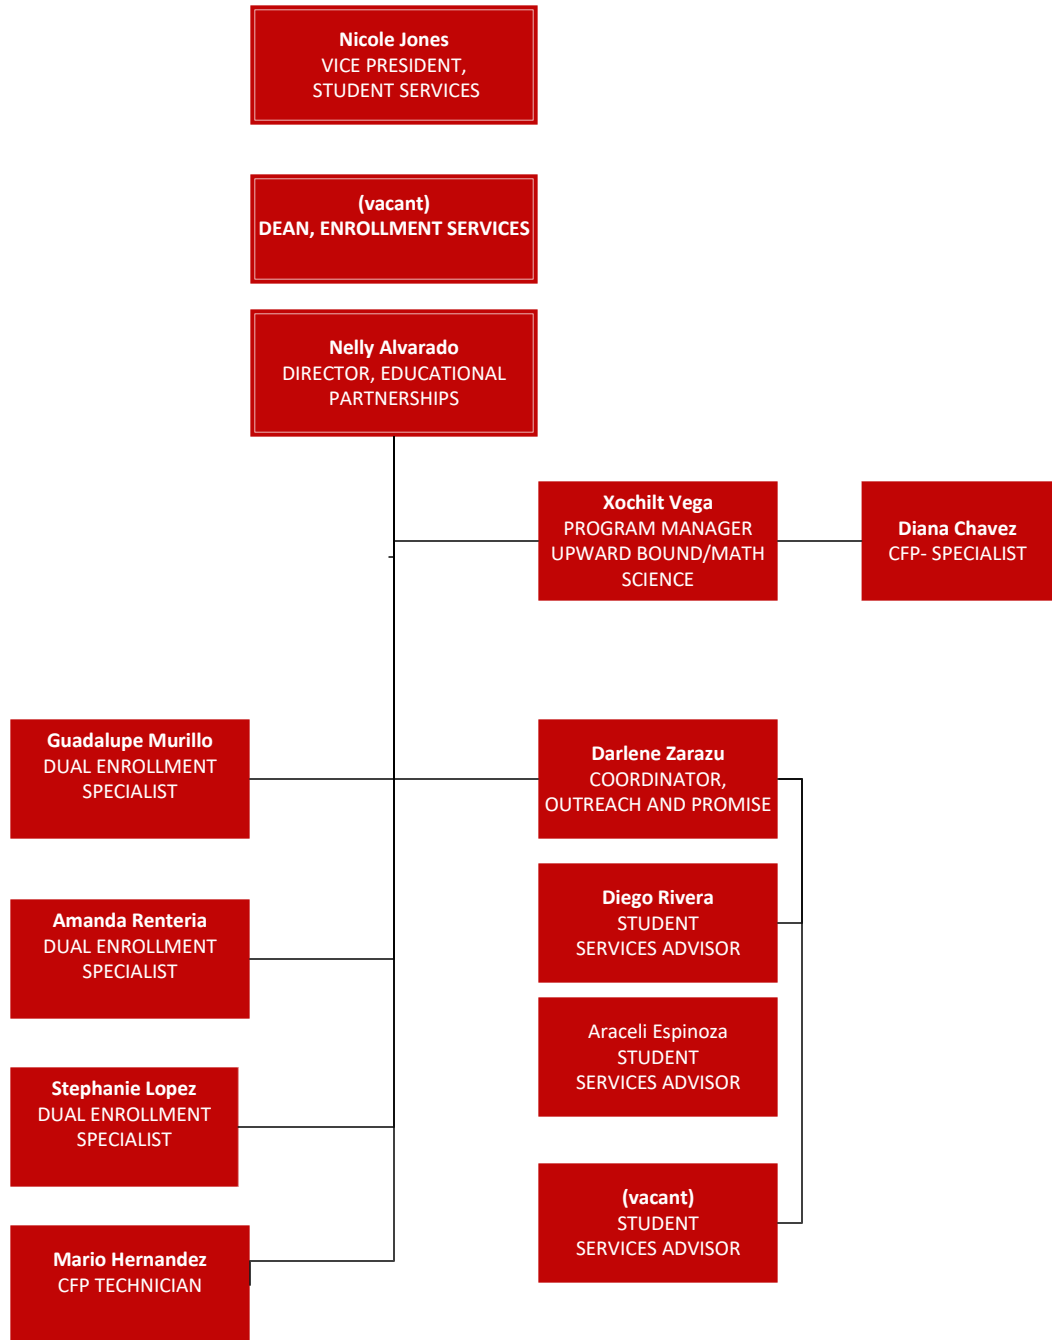 Nicole Jones
VICE PRESIDENT,
STUDENT SERVICES
(vacant)
DEAN, ENROLLMENT SERVICES
Nelly Alvarado
DIRECTOR, EDUCATIONAL
PARTNERSHIPS
Xochilt Vega
PROGRAM MANAGER
UPWARD BOUND/MATH
SCIENCE
Diana Chavez
CFP- SPECIALIST
Guadalupe Murillo
DUAL ENROLLMENT
SPECIALIST
Darlene Zarazu
COORDINATOR,
OUTREACH AND PROMISE
Diego Rivera
STUDENT
SERVICES ADVISOR
Amanda Renteria
DUAL ENROLLMENT
SPECIALIST
Araceli Espinoza
STUDENT
SERVICES ADVISOR
Stephanie Lopez
DUAL ENROLLMENT
SPECIALIST
(vacant)
STUDENT
SERVICES ADVISOR
Mario Hernandez
CFP TECHNICIAN